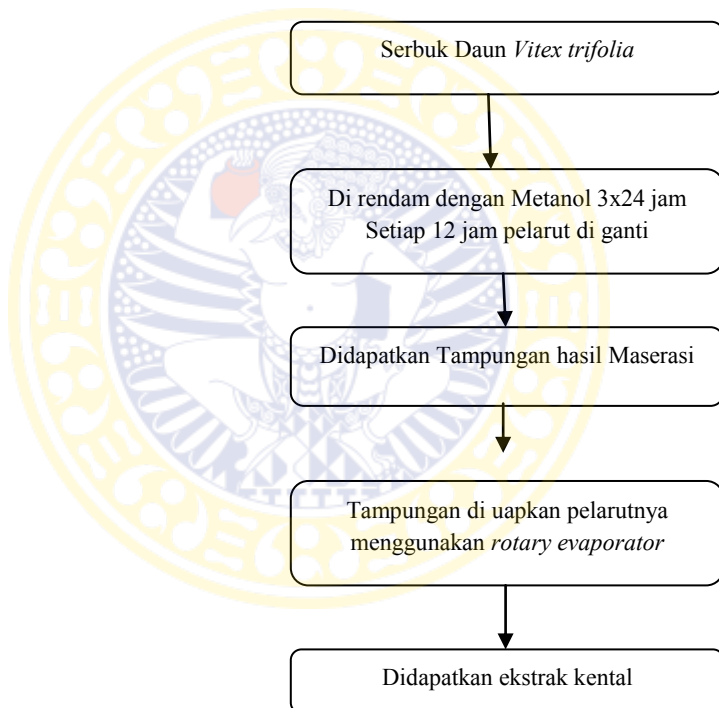 Serbuk Daun Vitex trifolia
Di rendam dengan Metanol 3x24 jam
Setiap 12 jam pelarut di ganti
Didapatkan Tampungan hasil Maserasi
Tampungan di uapkan pelarutnya
menggunakan rotary evaporator
Didapatkan ekstrak kental